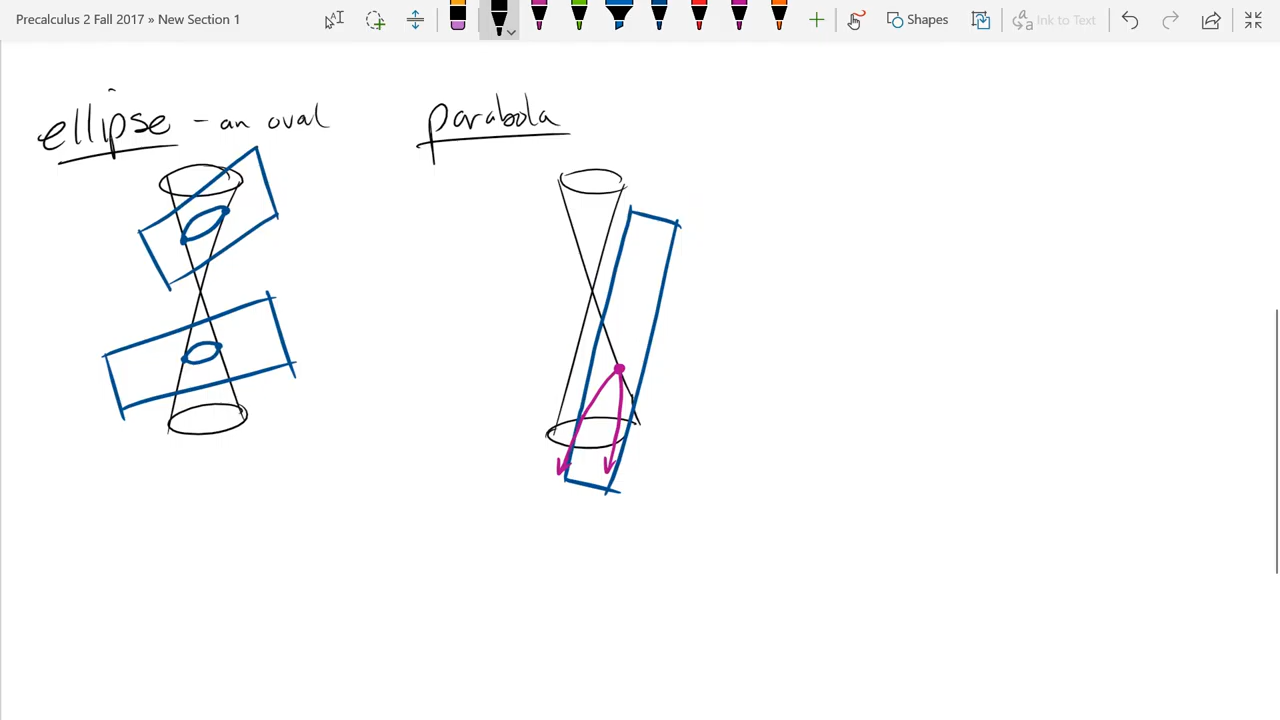 Precalculus 2 Fall 2017 » New Section 1
Shapes
Ink to Text
ellipse - an oval
parabola